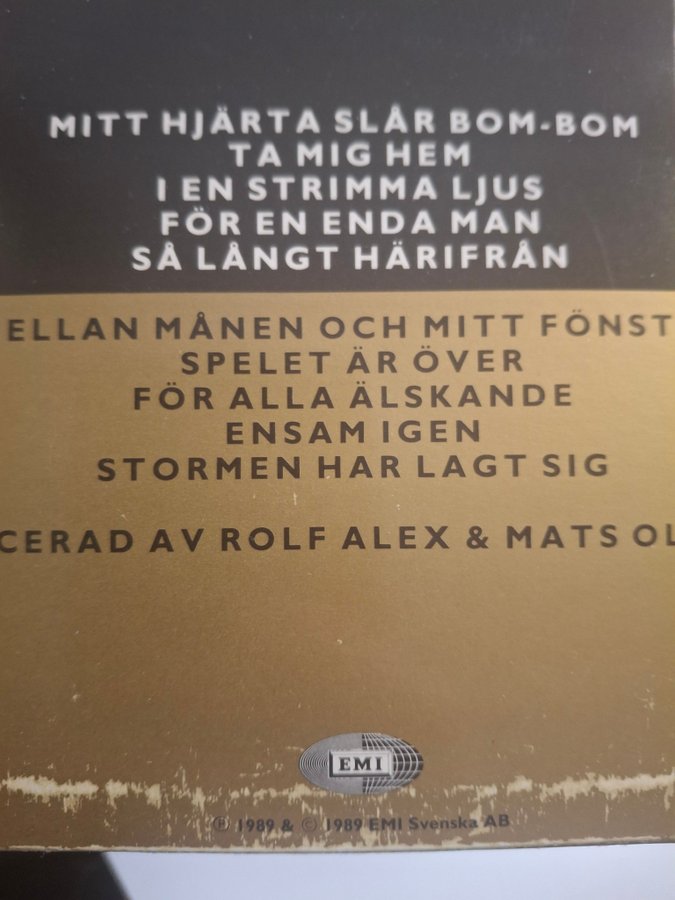 MITT HJÄRTA SLÅR BOM-BOM
TA MIG HEM
I EN STRIMMA LJUS
FÖR EN ENDA MAN
SÅ LÅNGT HÄRIFRÅN
ELLAN MÅNEN OCH MITT FÖNST
SPELET ÄR ÖVER
FÖR ALLA ÄLSKANDE
ENSAM IGEN
STORMEN HAR LAGT SIG
CERAD AV ROLF ALEX & MATS OL
EMI
℗ 1989 & © 1989 EMI Svenska AB